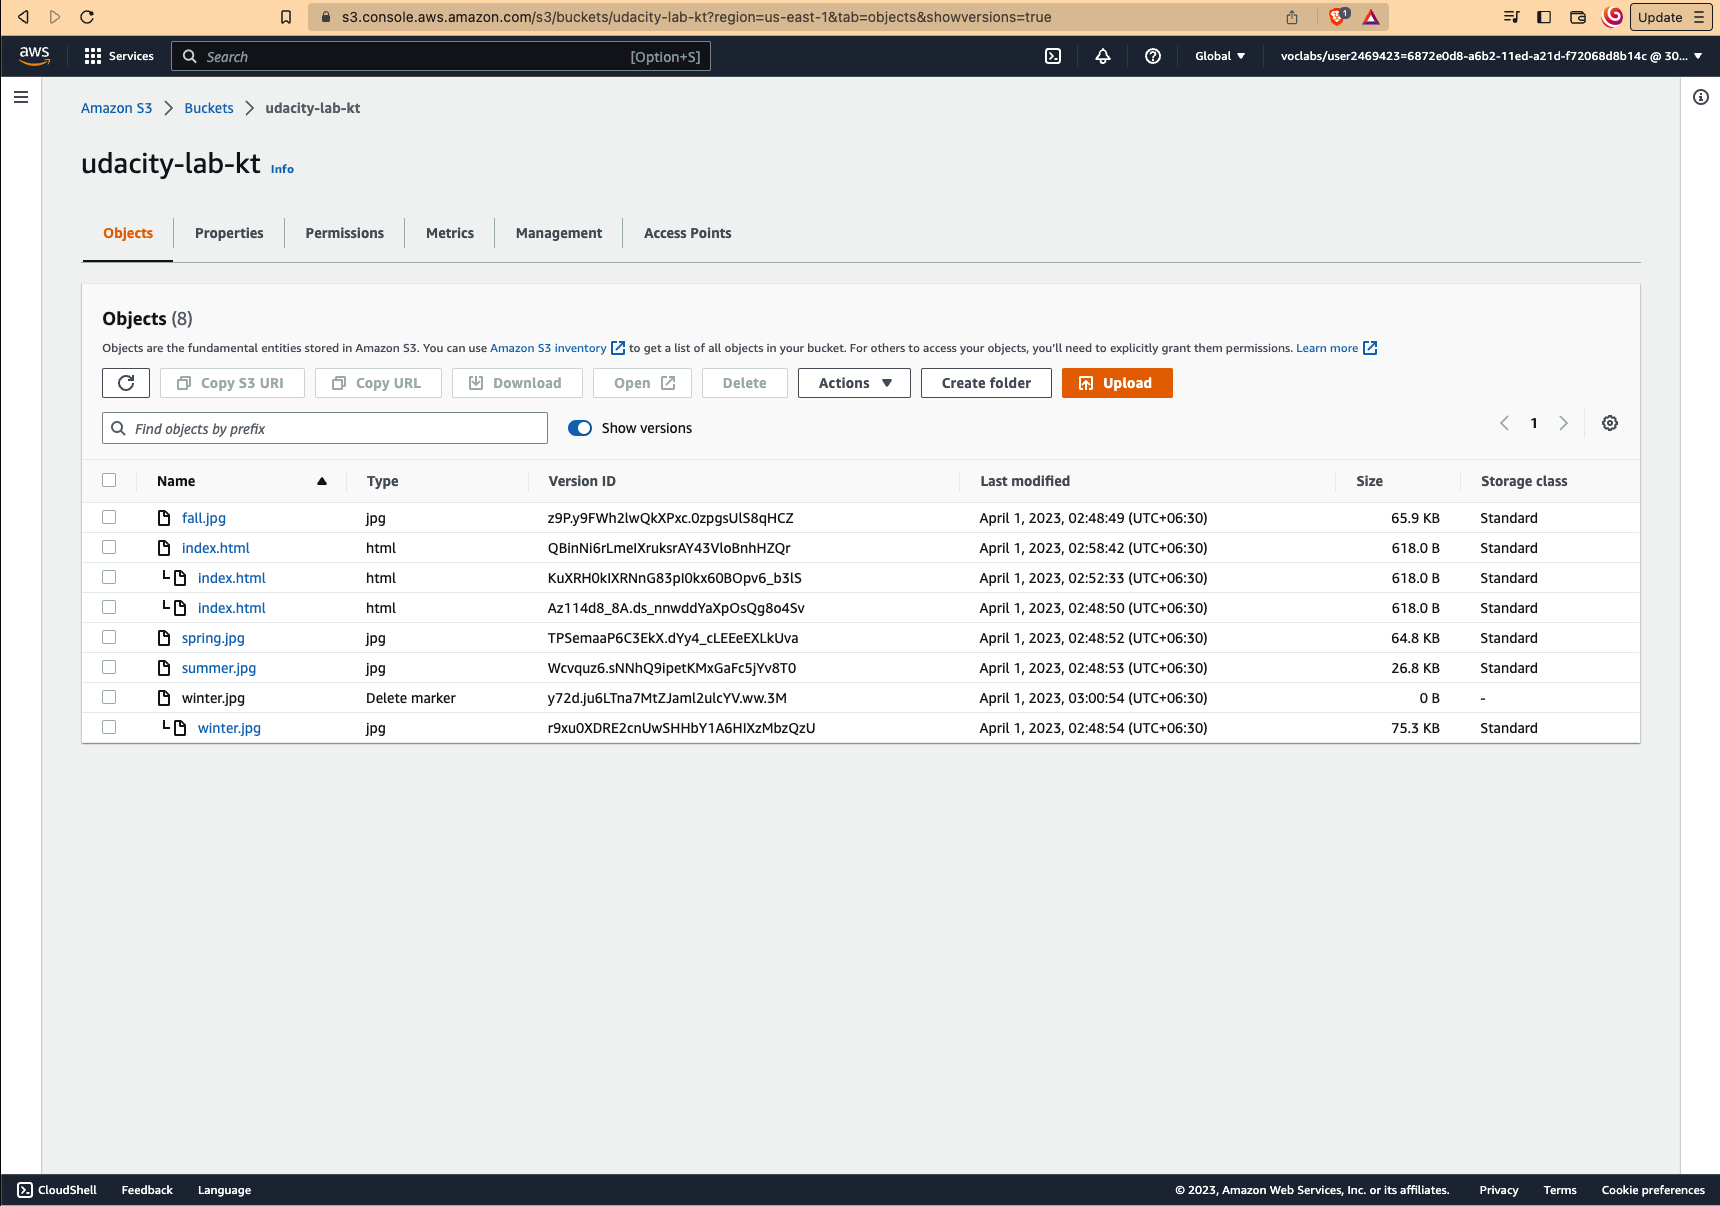 s3.console.aws.amazon.com/s3/buckets/udacity-lab-kt?region=us-east-1&tab=objects&showversions=true
1
Update
aws
Services
Search
[Option+S]
Global
voclabs/user2469423=6872e0d8-a6b2-11ed-a21d-f72068d8b14c @ 30...
Amazon S3
Buckets
udacity-lab-kt
udacity-lab-kt
Info
Objects
Properties
Permissions
Metrics
Management
Access Points
Objects (8)
Objects are the fundamental entities stored in Amazon S3. You can use Amazon S3 inventory to get a list of all objects in your bucket. For others to access your objects, you'll need to explicitly grant them permissions. Learn more
Copy S3 URI
Copy URL
Download
Open
Delete
Actions
Create folder
Upload
Find objects by prefix
Show versions
1
Name Type Version ID Last modified Size Storage class
fall.jpg jpg z9P.y9FWh2lwQkXPxc.0zpgsUlS8qHCZ April 1, 2023, 02:48:49 (UTC+06:30) 65.9 KB Standard
index.html html QBinNi6rLmeIXruksrAY43VloBnhHZQr April 1, 2023, 02:58:42 (UTC+06:30) 618.0 B Standard
index.html html KuXRH0kIXRNnG83pI0kx60BOpv6_b3lS April 1, 2023, 02:52:33 (UTC+06:30) 618.0 B Standard
index.html html Az114d8_8A.ds_nnwddYaXpOsQg8o4Sv April 1, 2023, 02:48:50 (UTC+06:30) 618.0 B Standard
spring.jpg jpg TPSemaaP6C3EkX.dYy4_cLEEeEXLkUva April 1, 2023, 02:48:52 (UTC+06:30) 64.8 KB Standard
summer.jpg jpg Wcvquz6.sNNhQ9ipetKMxGaFc5jYv8T0 April 1, 2023, 02:48:53 (UTC+06:30) 26.8 KB Standard
winter.jpg Delete marker y72d.ju6LTna7MtZJaml2ulcYV.ww.3M April 1, 2023, 03:00:54 (UTC+06:30) 0 B -
winter.jpg jpg r9xu0XDRE2cnUwSHHbY1A6HIXzMbzQzU April 1, 2023, 02:48:54 (UTC+06:30) 75.3 KB Standard
CloudShell
Feedback
Language
© 2023, Amazon Web Services, Inc. or its affiliates.
Privacy
Terms
Cookie preferences